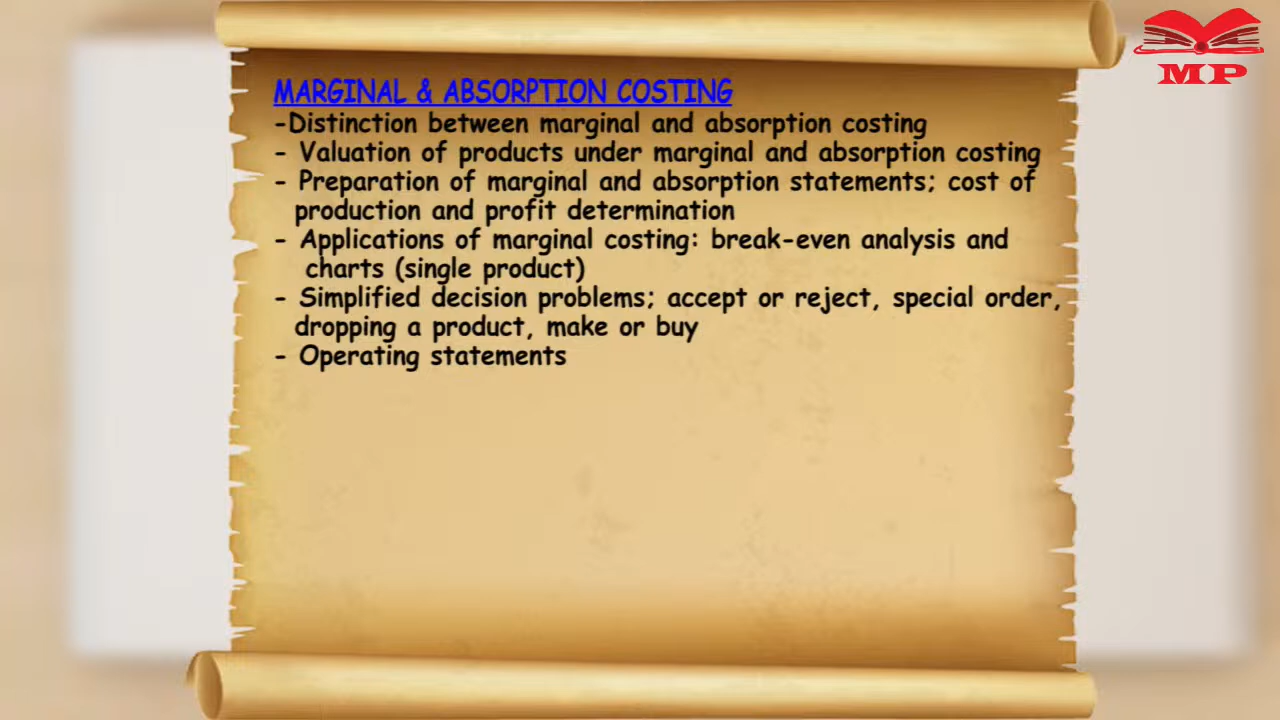 MP
MARGINAL & ABSORPTION COSTING
-Distinction between marginal and absorption costing
- Valuation of products under marginal and absorption costing
- Preparation of marginal and absorption statements; cost of
production and profit determination
- Applications of marginal costing: break-even analysis and
charts (single product)
- Simplified decision problems; accept or reject, special order,
dropping a product, make or buy
- Operating statements